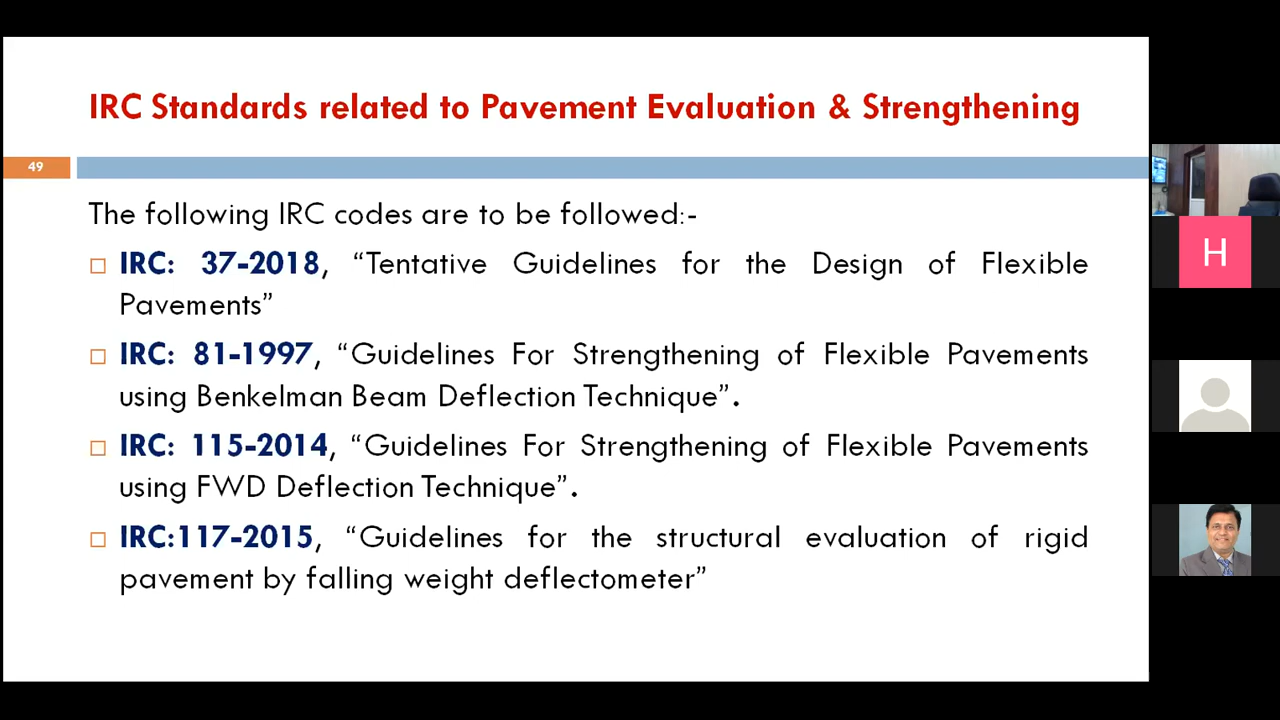 IRC Standards related to Pavement Evaluation & Strengthening
49
The following IRC codes are to be followed:-
IRC: 37-2018, “Tentative Guidelines for the Design of Flexible
Pavements”
IRC: 81-1997, “Guidelines For Strengthening of Flexible Pavements
using Benkelman Beam Deflection Technique”.
IRC: 115-2014, “Guidelines For Strengthening of Flexible Pavements
using FWD Deflection Technique”.
IRC:117-2015, “Guidelines for the structural evaluation of rigid
pavement by falling weight deflectometer”
H